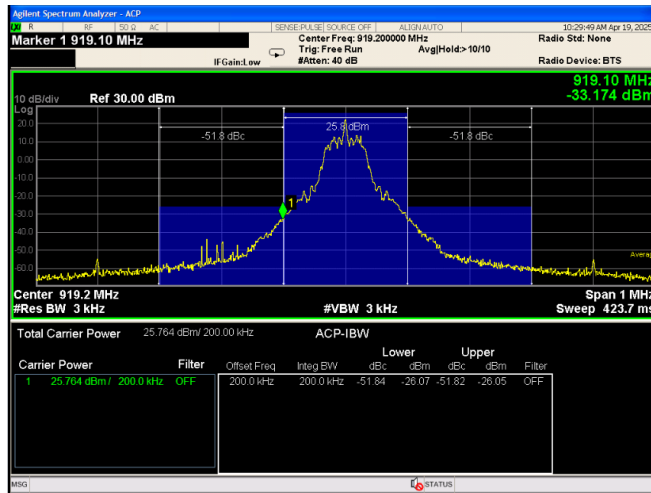 Agilent Spectrum Analyzer - ACP
R RF 50 Ω AC SENSE:PULSE SOURCE OFF ALIGN AUTO 10:29:49 AM Apr 19, 2025
Marker 1 919.10 MHz Center Freq: 919.200000 MHz Radio Std: None
Trig: Free Run Avg|Hold:>10/10
IFGain:Low #Atten: 40 dB Radio Device: BTS
919.10 MHz
-33.174 dBm
10 dB/div Ref 30.00 dBm
Log
20.0
10.0
0.00
-10.0
-20.0
-30.0
-40.0
-50.0
-60.0
-51.8 dBc 25.8 dBm -51.8 dBc
1
Center 919.2 MHz Span 1 MHz
#Res BW 3 kHz #VBW 3 kHz Sweep 423.7 ms
Total Carrier Power 25.764 dBm/ 200.00 kHz ACP-IBW
Lower Upper
Carrier Power Filter Offset Freq Integ BW dBc dBm dBc dBm Filter
1 25.764 dBm / 200.0 kHz OFF 200.0 kHz 200.0 kHz -51.84 -26.07 -51.82 -26.05 OFF
MSG STATUS